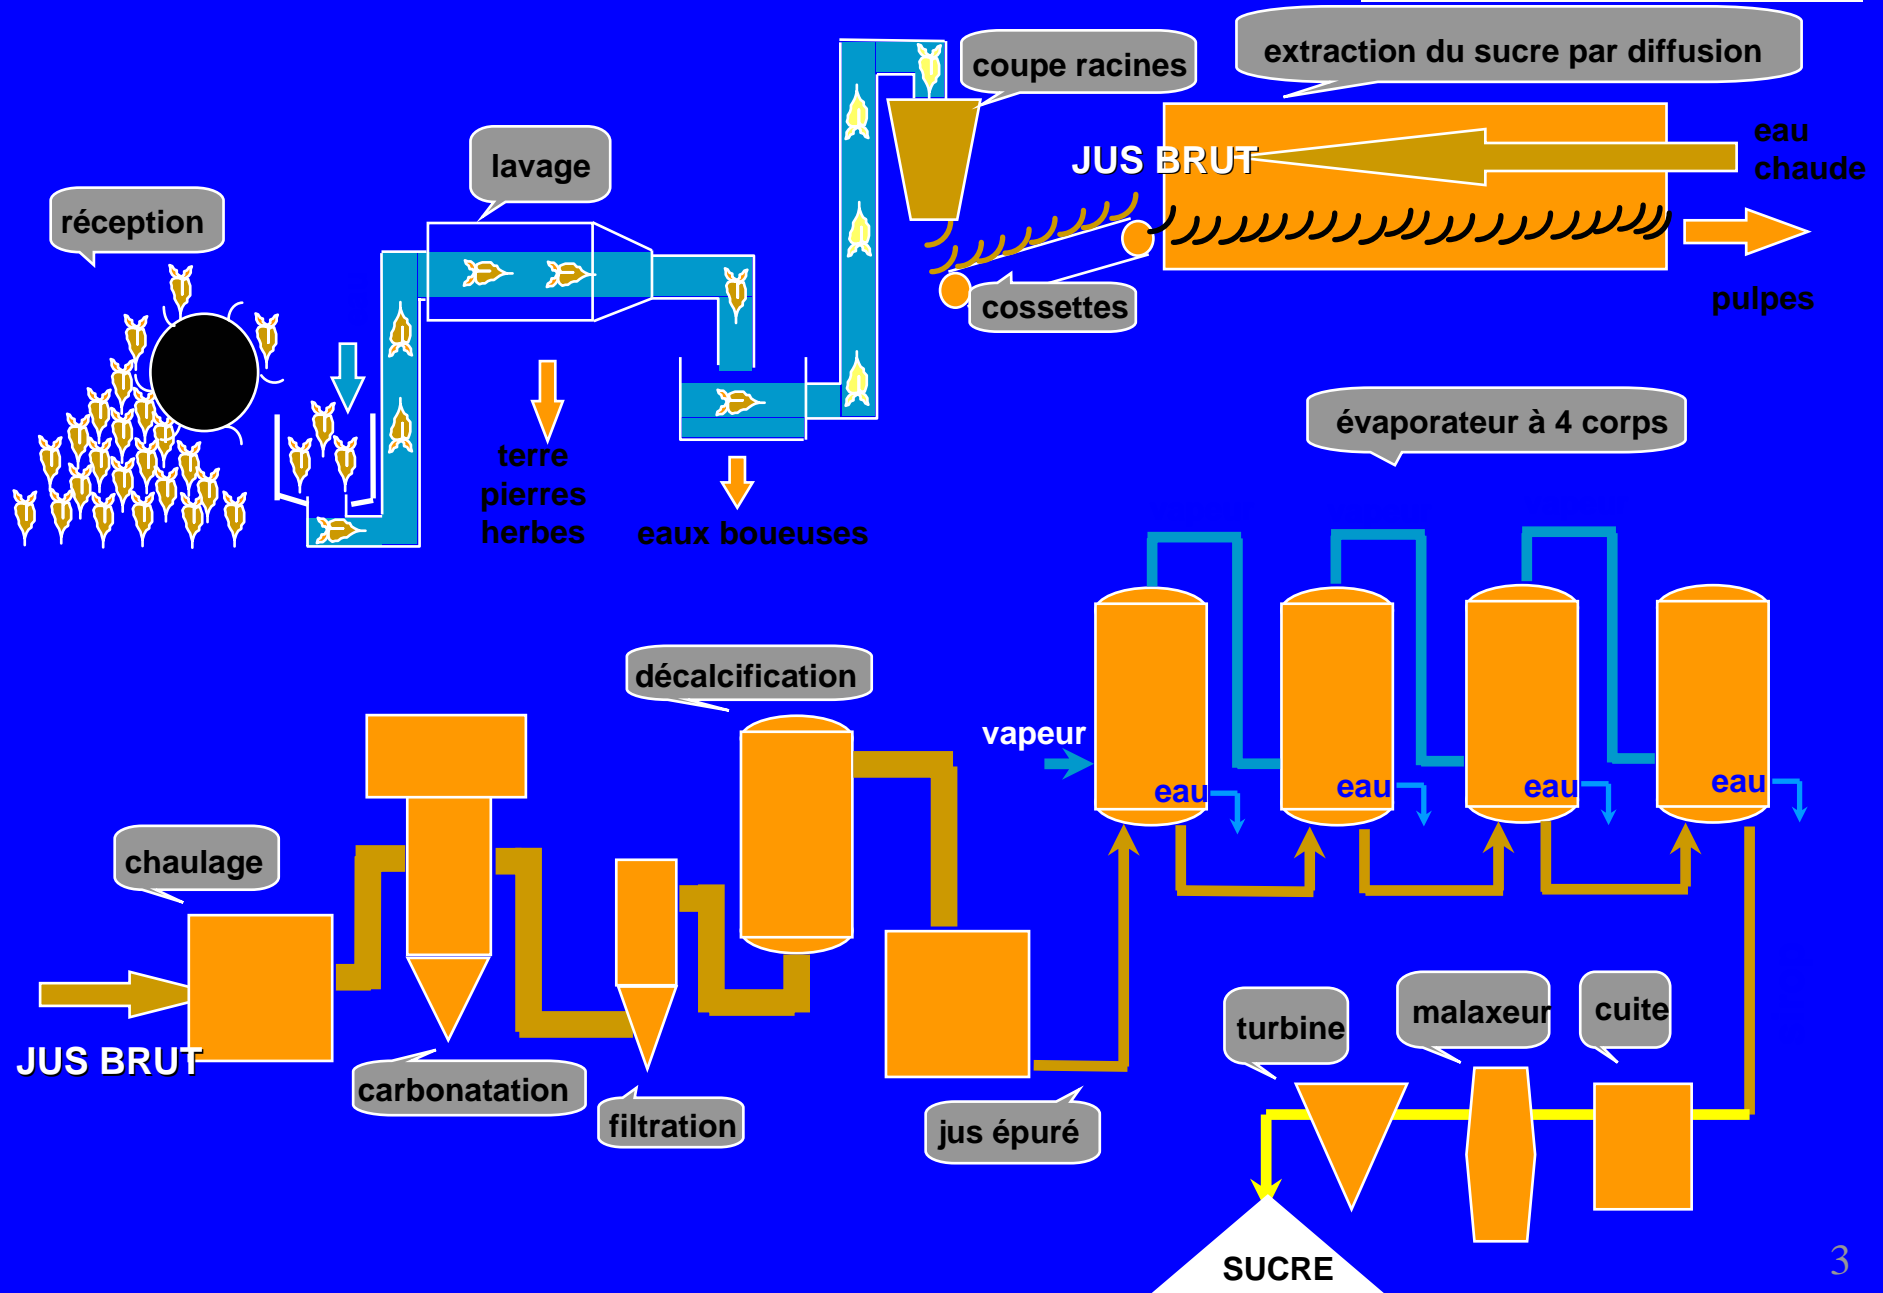 coupe racines
extraction du sucre par diffusion
lavage
JUS BRUT
eau
chaude
réception
cossettes
pulpes
terre
pierres
herbes
eaux boueuses
évaporateur à 4 corps
décalcification
vapeur
eau
eau
eau
eau
chaulage
JUS BRUT
carbonatation
filtration
jus épuré
turbine
malaxeur
cuite
SUCRE
3